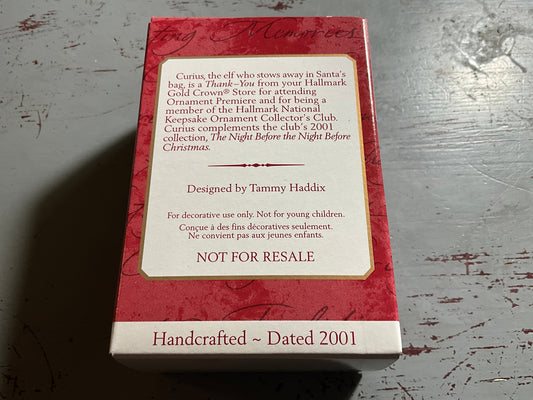 ting Memories
Curius, the elf who stows away in Santa's
bag, is a Thank–You from your Hallmark
Gold Crown® Store for attending
Ornament Premiere and for being a
member of the Hallmark National
Keepsake Ornament Collector's Club.
Curius complements the club's 2001
collection, The Night Before the Night Before
Christmas.
Designed by Tammy Haddix
For decorative use only. Not for young children.
Conçue à des fins décoratives seulement.
Ne convient pas aux jeunes enfants.
NOT FOR RESALE
Handcrafted ~ Dated 2001